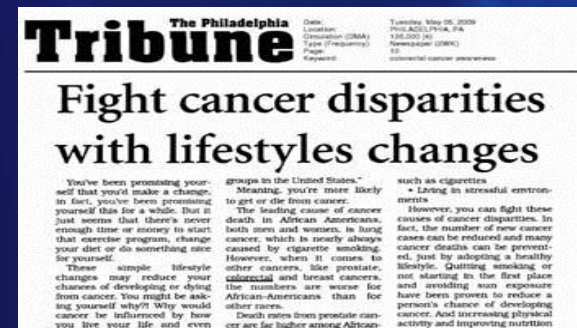 The Philadelphia
Tribune
Date: Tuesday, May 05, 2009
Location: PHILADELPHIA, PA
Circulation (DMA):
Type (Frequency): Newspaper
Page: 10
Keyword: colorectal cancer awareness
Fight cancer disparities
with lifestyles changes
You've been promising your-
self that you'd make a change,
in fact, you've been promising
yourself this for a while. But it
just seems that there's never
enough time or money to start
that exercise program, change
your diet or do something nice
for yourself.
These simple lifestyle
changes may reduce your
chances of developing or dying
from cancer. You might be ask-
ing yourself why?! Why would
cancer be influenced by how
you live your life and even
groups in the United States."
Meaning, you're more likely
to get or die from cancer.
The leading cause of cancer
death in African Americans,
both men and women, is lung
cancer, which is nearly always
caused by cigarette smoking.
However, when it comes to
other cancers, like prostate,
colorectal and breast cancers,
the numbers are worse for
African-Americans than for
other races.
Death rates from prostate can-
cer are far higher among African-
such as cigarettes
• Living in stressful environ-
ments
However, you can fight these
causes of cancer disparities. In
fact, the number of new cancer
cases can be reduced and many
cancer deaths can be prevent-
ed, just by adopting a healthy
lifestyle. Quitting smoking or
not starting in the first place
and avoiding sun exposure
have been proven to reduce a
person's chance of developing
cancer. And increasing physical
activity and improving nutrition